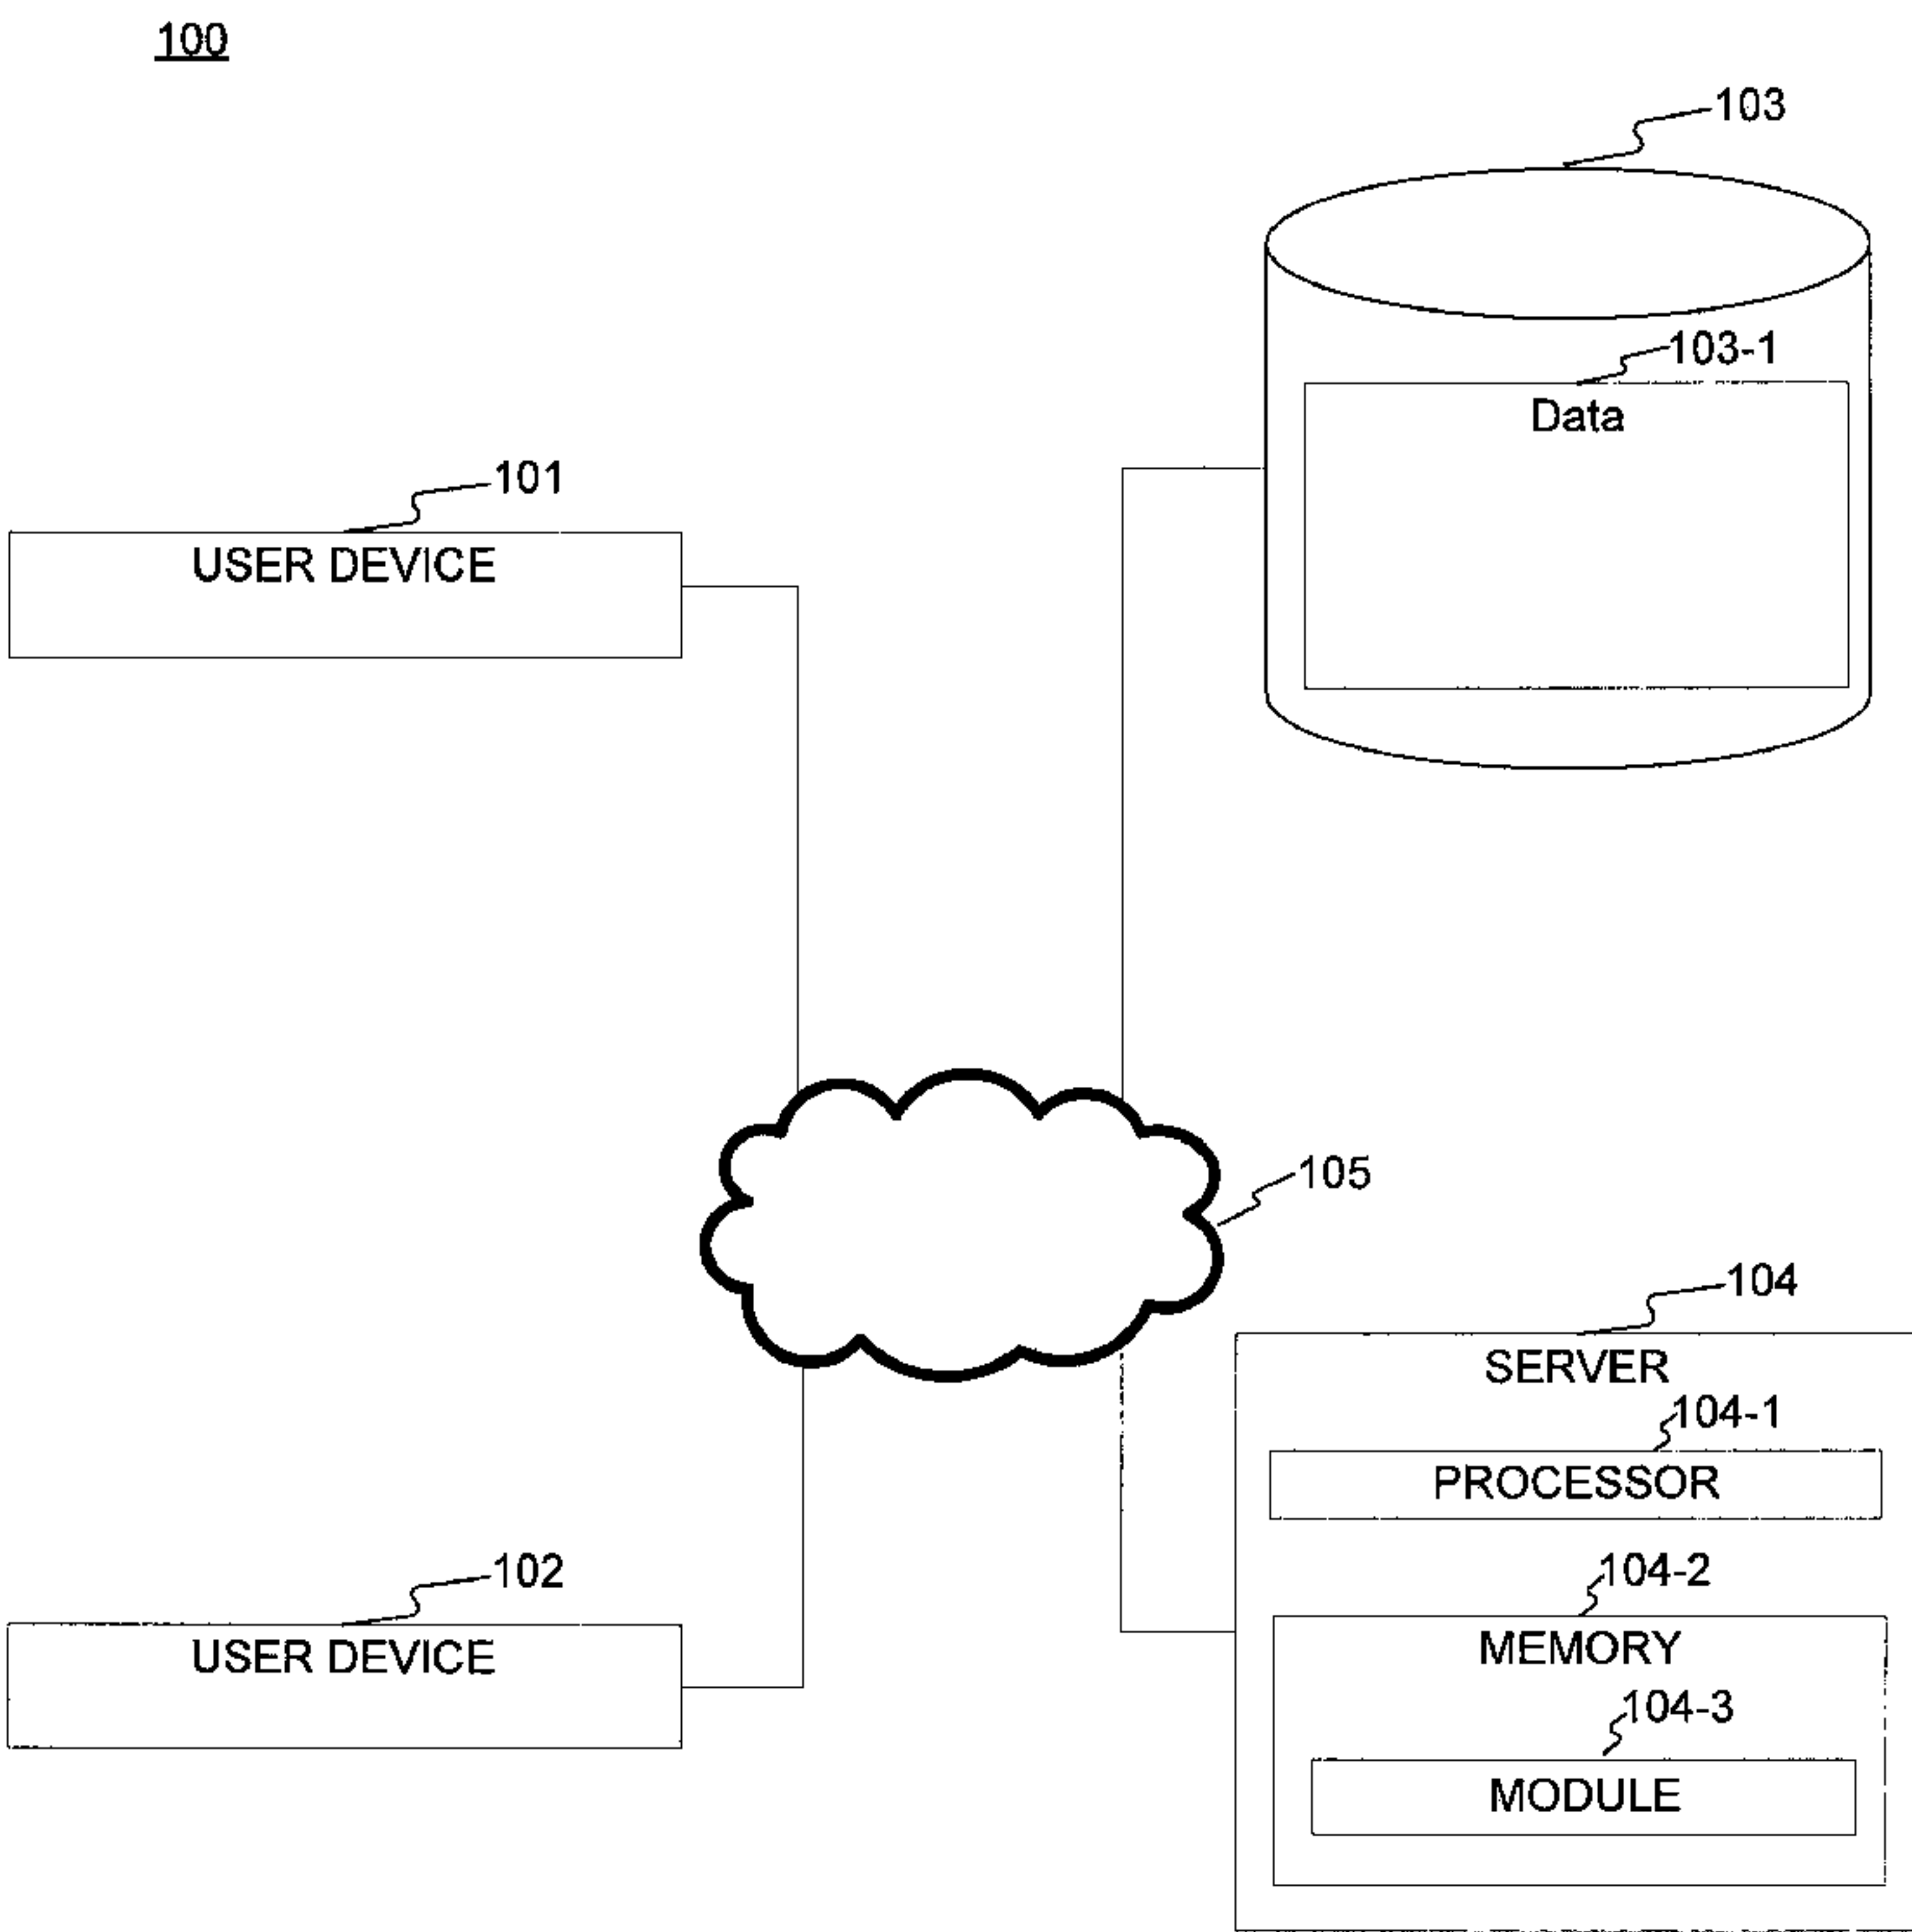 100
103
103-1
Data
101
USER DEVICE
105
104
SERVER
104-1
PROCESSOR
102
USER DEVICE
104-2
MEMORY
104-3
MODULE